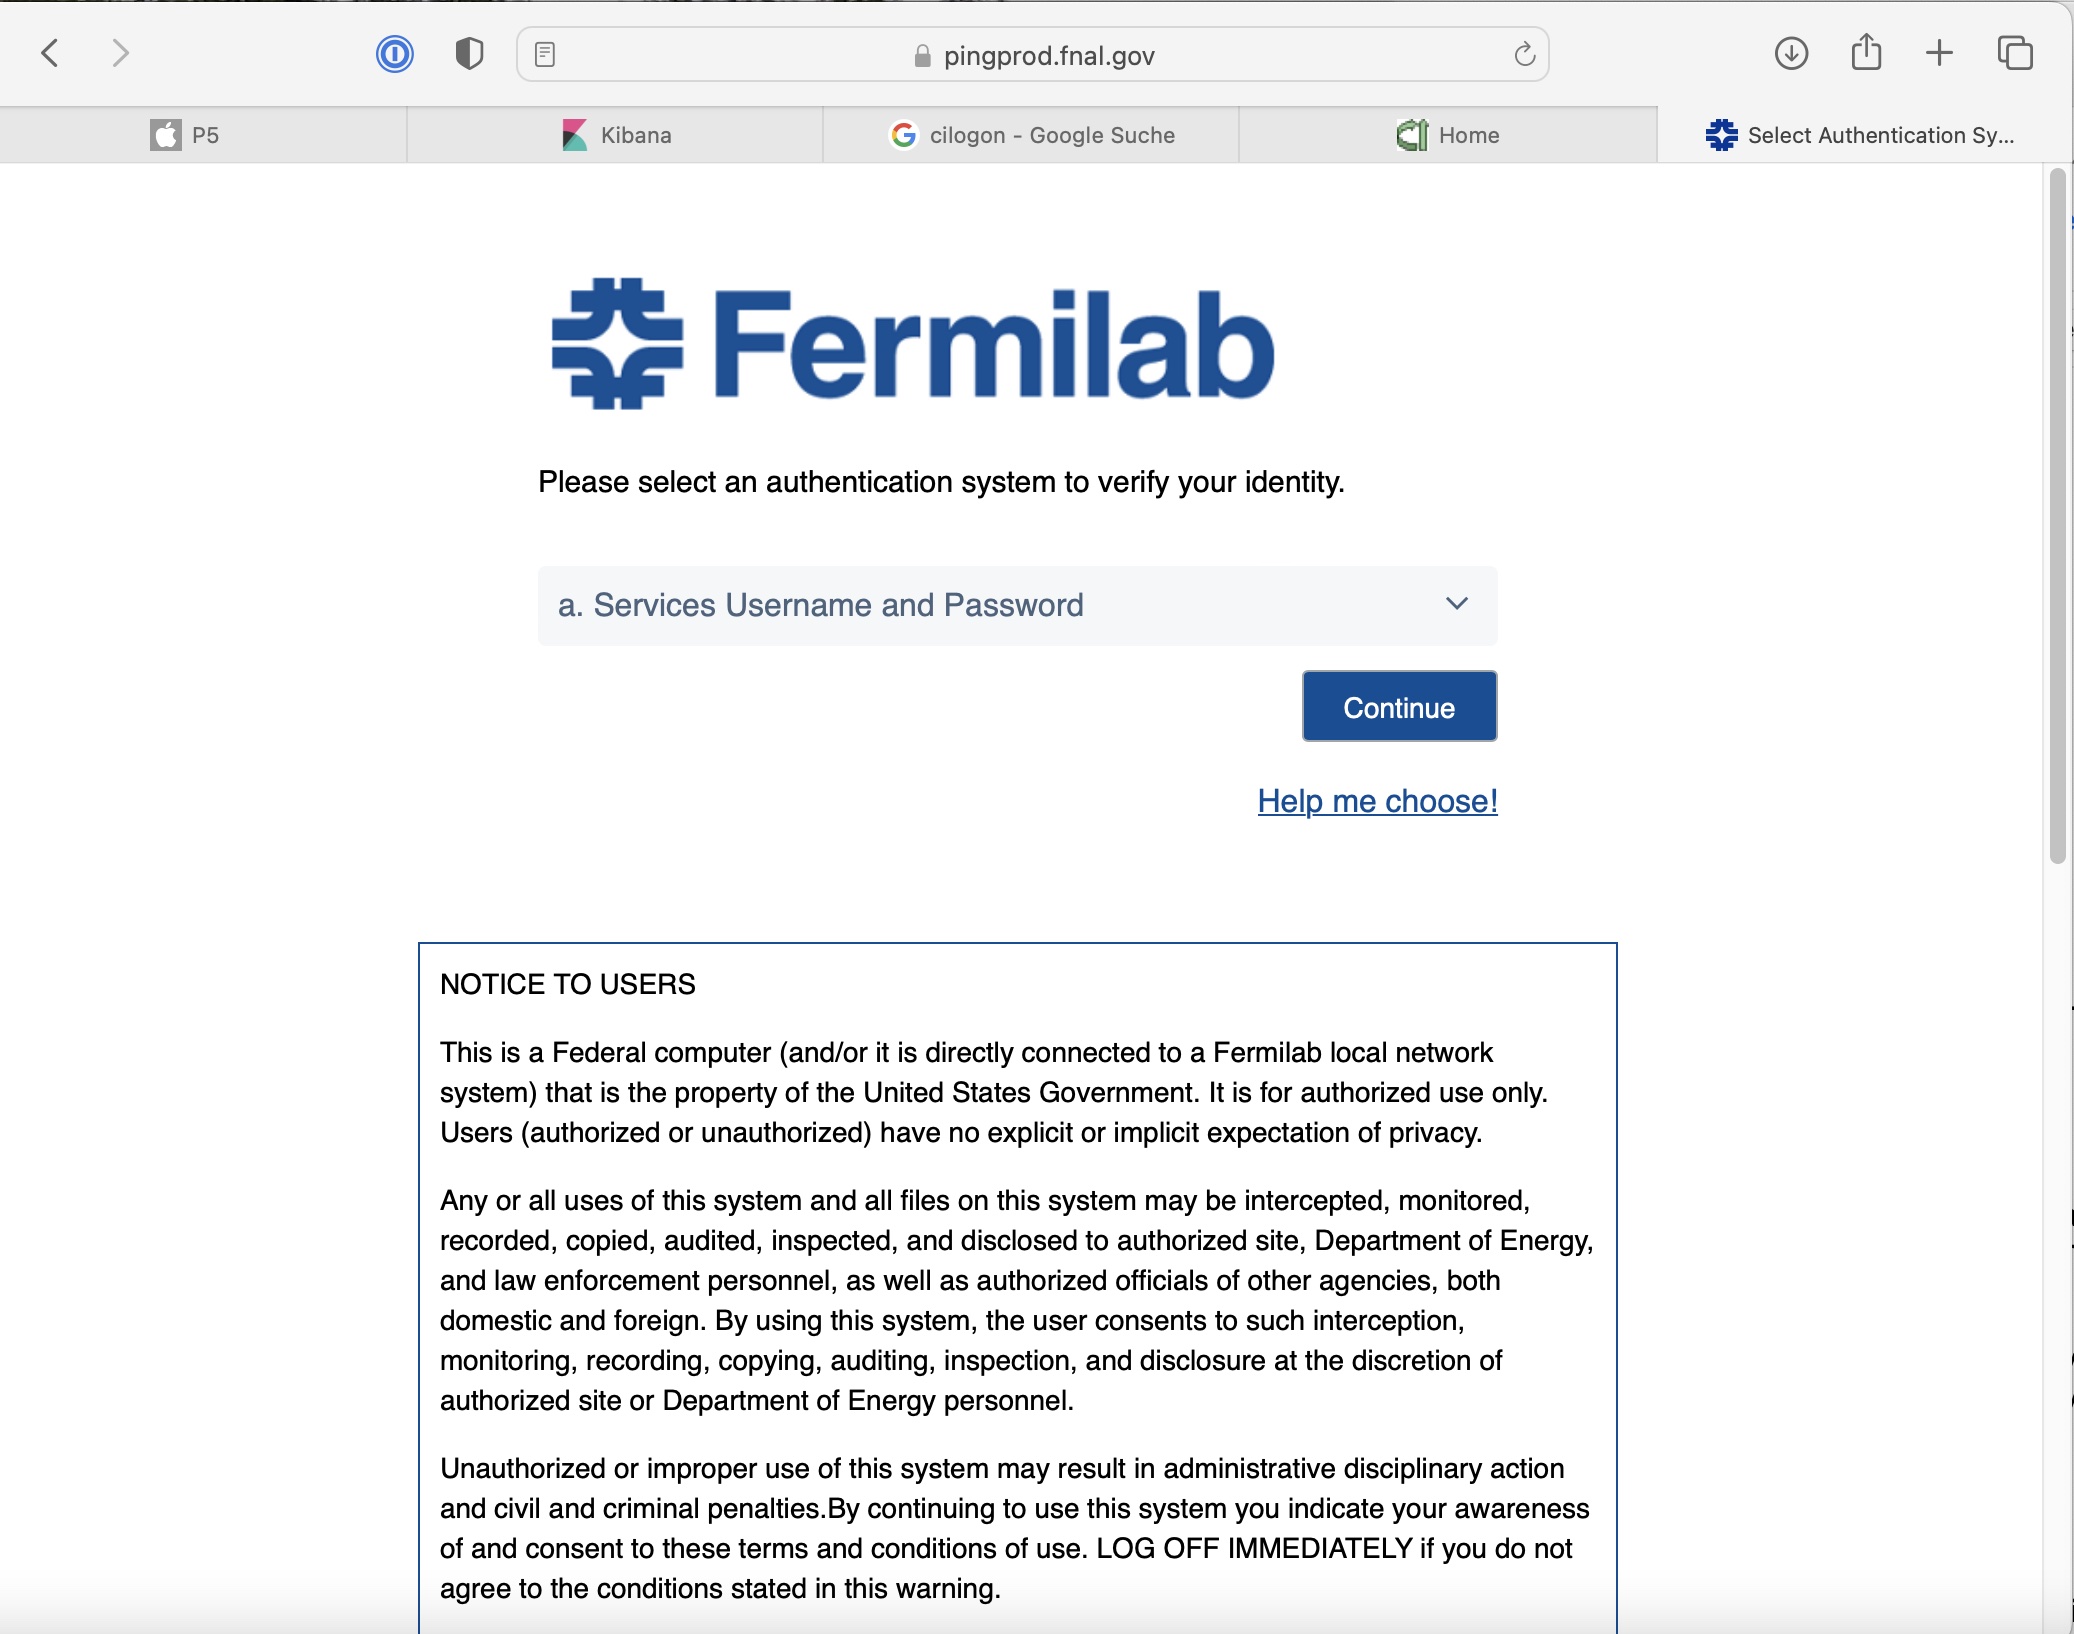 pingprod.fnal.gov
P5
Kibana
cilogon - Google Suche
Home
Select Authentication Sy...
Fermilab
Please select an authentication system to verify your identity.
a. Services Username and Password
Continue
Help me choose!
NOTICE TO USERS
This is a Federal computer (and/or it is directly connected to a Fermilab local network
system) that is the property of the United States Government. It is for authorized use only.
Users (authorized or unauthorized) have no explicit or implicit expectation of privacy.
Any or all uses of this system and all files on this system may be intercepted, monitored,
recorded, copied, audited, inspected, and disclosed to authorized site, Department of Energy,
and law enforcement personnel, as well as authorized officials of other agencies, both
domestic and foreign. By using this system, the user consents to such interception,
monitoring, recording, copying, auditing, inspection, and disclosure at the discretion of
authorized site or Department of Energy personnel.
Unauthorized or improper use of this system may result in administrative disciplinary action
and civil and criminal penalties.By continuing to use this system you indicate your awareness
of and consent to these terms and conditions of use. LOG OFF IMMEDIATELY if you do not
agree to the conditions stated in this warning.